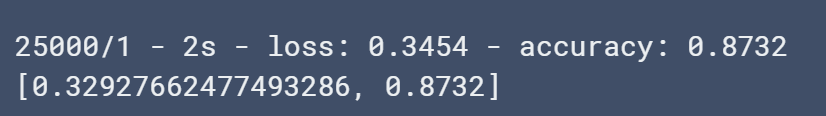 25000/1 - 2s - loss: 0.3454 - accuracy: 0.8732
[0.32927662477493286, 0.8732]